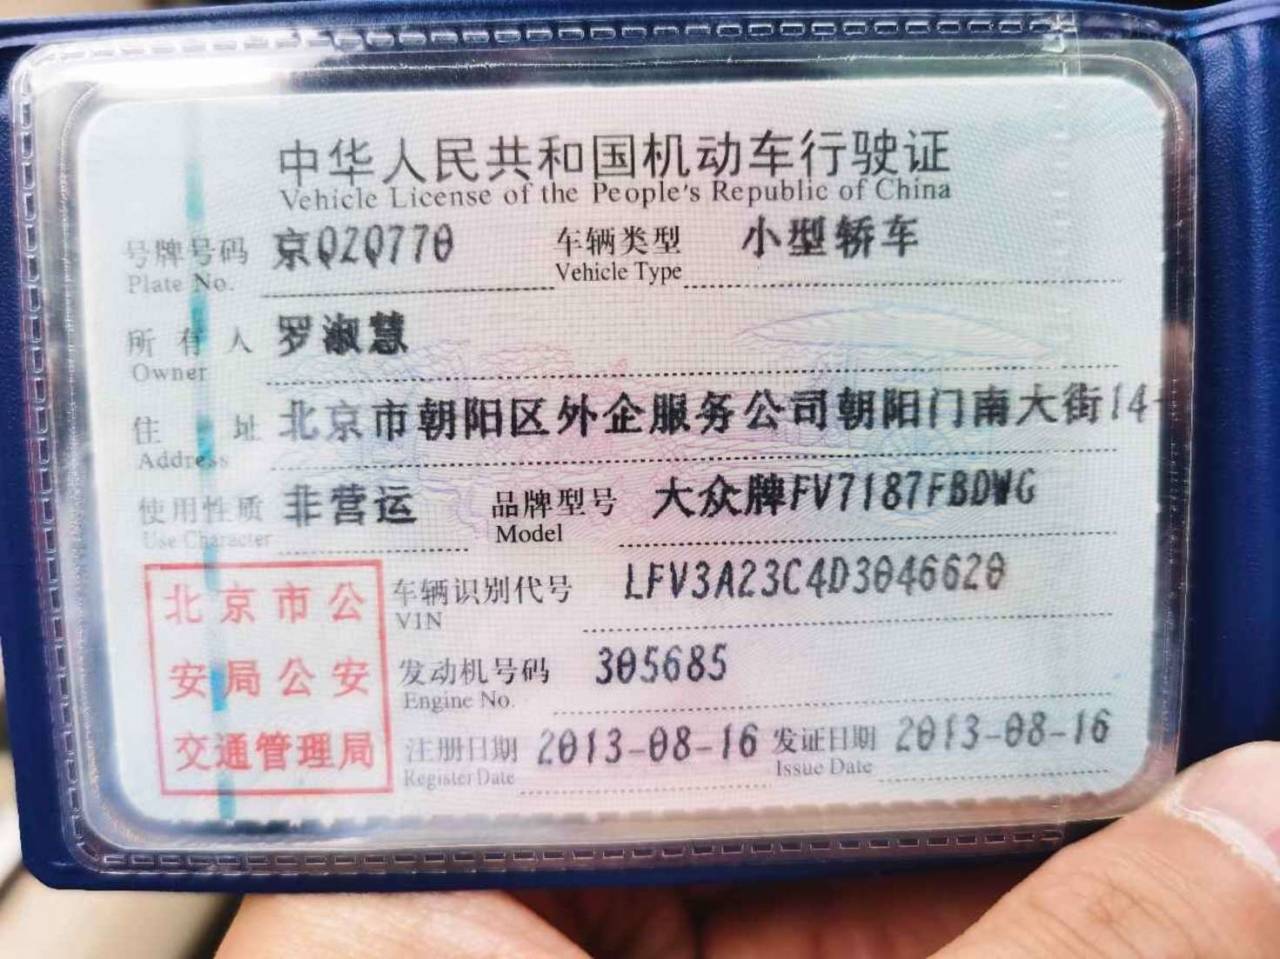 中华人民共和国机动车行驶证
Vehicle License of the People's Republic of China
号牌号码 京QZQ770 车辆类型 小型轿车
Plate No. Vehicle Type
所有人 罗淑慧
Owner
住址 北京市朝阳区外企服务公司朝阳门南大街14
Address
使用性质 非营运 品牌型号 大众牌FV7187FBDWG
Use Character Model
北京市公 车辆识别代号 LFV3A23C4D3046620
VIN
安局公安 发动机号码 305685
Engine No.
交通管理局 注册日期 2013-08-16 发证日期 2013-08-16
Register Date Issue Date